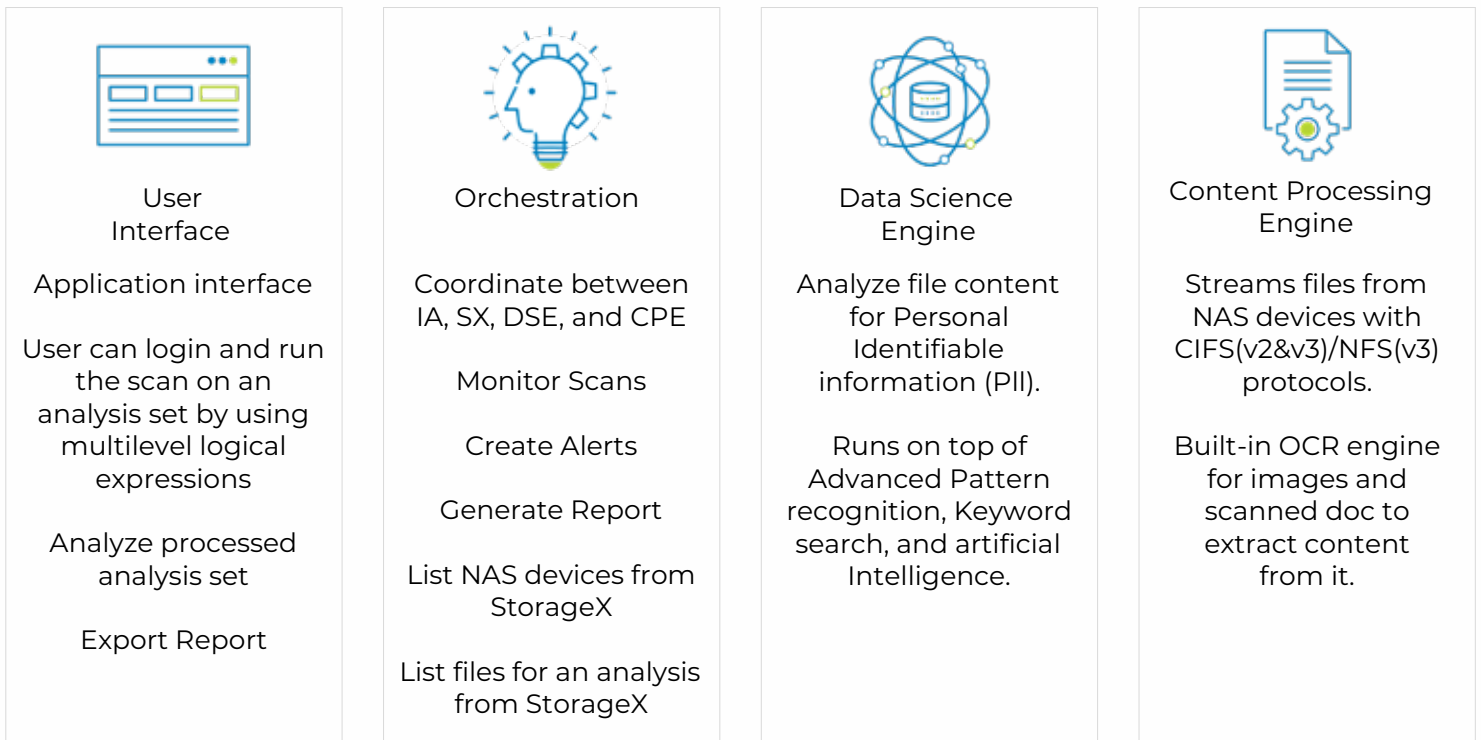 User
Interface
Application interface
User can login and run
the scan on an
analysis set by using
multilevel logical
expressions
Analyze processed
analysis set
Export Report
Orchestration
Coordinate between
IA, SX, DSE, and CPE
Monitor Scans
Create Alerts
Generate Report
List NAS devices from
StorageX
List files for an analysis
from StorageX
Data Science
Engine
Analyze file content
for Personal
Identifiable
information (Pll).
Runs on top of
Advanced Pattern
recognition, Keyword
search, and artificial
Intelligence.
Content Processing
Engine
Streams files from
NAS devices with
CIFS(v2&v3)/NFS(v3)
protocols.
Built-in OCR engine
for images and
scanned doc to
extract content
from it.